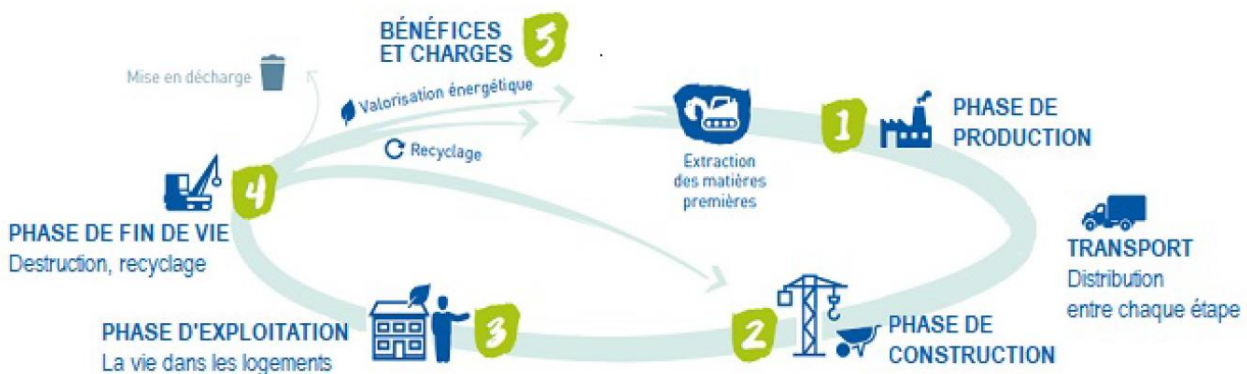 BÉNÉFICES
ET CHARGES
5
Mise en décharge
Valorisation énergétique
Recyclage
Extraction
des matières
premières
1
PHASE DE
PRODUCTION
4
PHASE DE FIN DE VIE
Destruction, recyclage
TRANSPORT
Distribution
entre chaque étape
PHASE D'EXPLOITATION
La vie dans les logements
3
2
PHASE DE
CONSTRUCTION